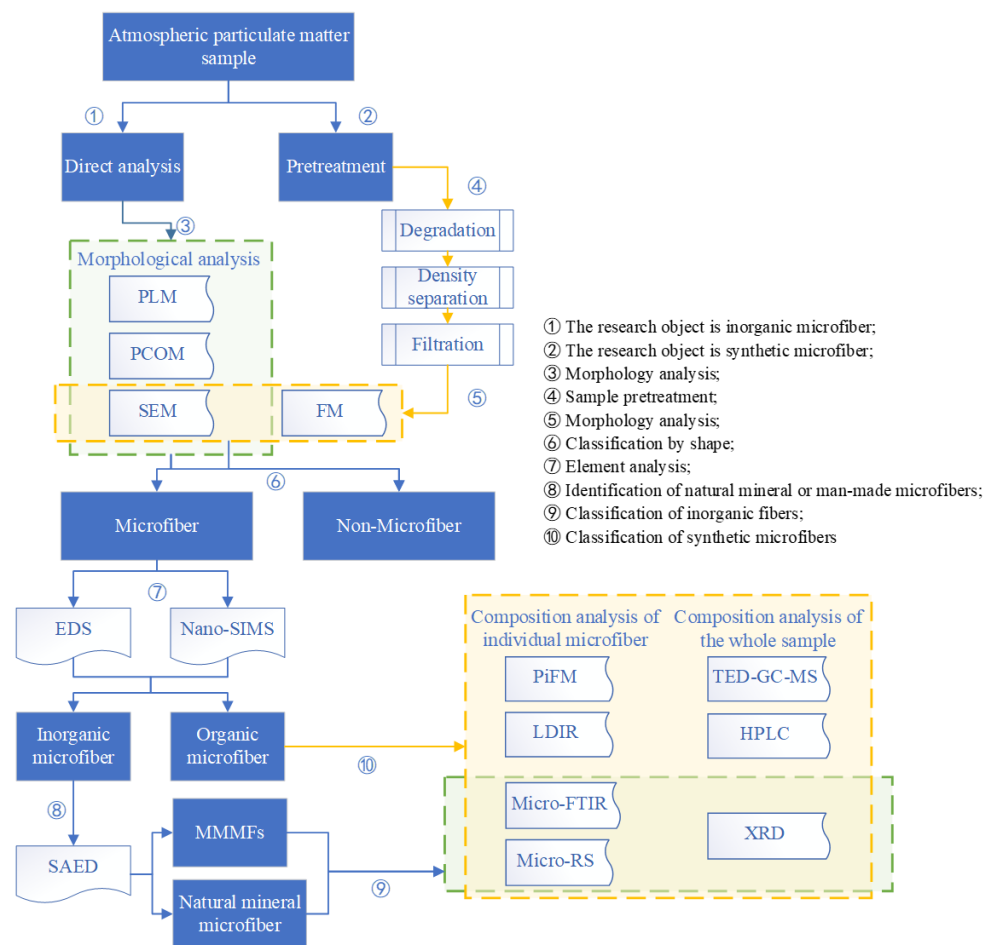 Atmospheric particulate matter
sample
①
②
Direct analysis
Pretreatment
③
④
Degradation
Density
separation
Filtration
⑤
Morphological analysis
PLM
PCOM
SEM
FM
⑥
Microfiber
Non-Microfiber
⑦
EDS
Nano-SIMS
Inorganic
microfiber
Organic
microfiber
⑧
⑩
SAED
MMMFs
Natural mineral
microfiber
⑨
① The research object is inorganic microfiber;
② The research object is synthetic microfiber;
③ Morphology analysis;
④ Sample pretreatment;
⑤ Morphology analysis;
⑥ Classification by shape;
⑦ Element analysis;
⑧ Identification of natural mineral or man-made microfibers;
⑨ Classification of inorganic fibers;
⑩ Classification of synthetic microfibers
Composition analysis of
individual microfiber
PiFM
LDIR
Micro-FTIR
Micro-RS
Composition analysis of
the whole sample
TED-GC-MS
HPLC
XRD